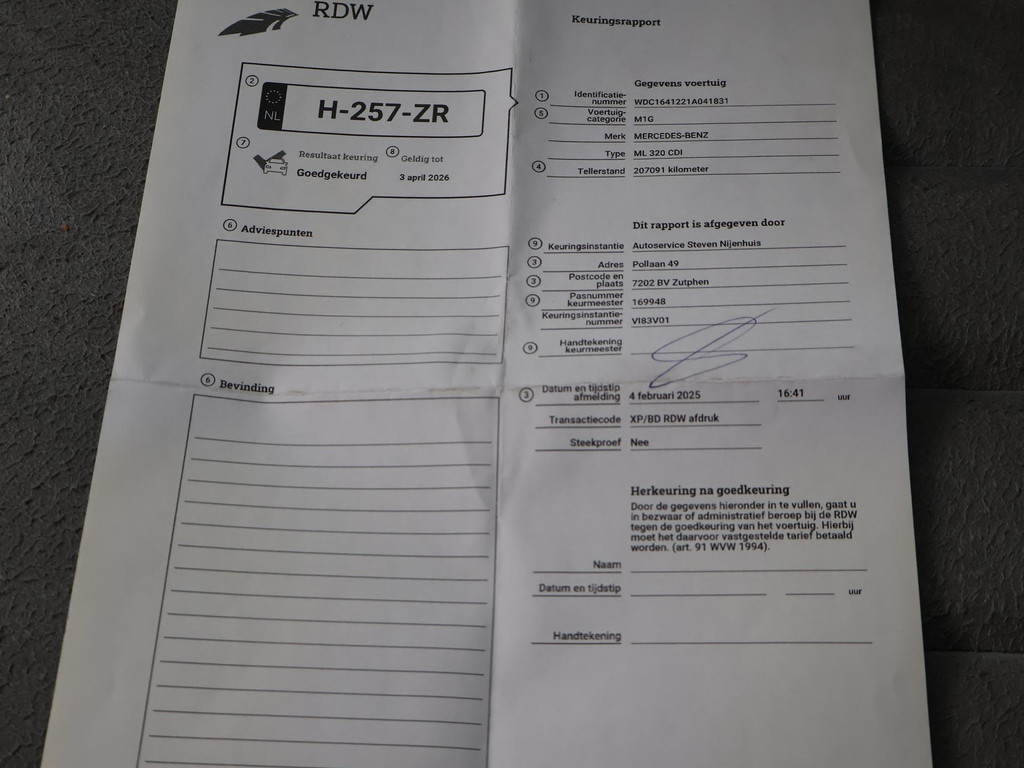 RDW
Keuringsrapport
2
NL
H-257-ZR
7
Resultaat keuring
Goedgekeurd
8
Geldig tot
3 april 2026
6 Adviespunten
6 Bevinding
Gegevens voertuig
1 Identificatie-
nummer WDC1641221A041831
5 Voertuig-
categorie M1G
Merk MERCEDES-BENZ
Type ML 320 CDI
4 Tellerstand 207091 kilometer
Dit rapport is afgegeven door
9 Keuringsinstantie Autoservice Steven Nijenhuis
3 Adres Pollaan 49
3 Postcode en
plaats 7202 BV Zutphen
9 Pasnummer
keurmeester 169948
Keuringsinstantie-
nummer VI83V01
9 Handtekening
keurmeester
3 Datum en tijdstip
afmelding 4 februari 2025 16:41 uur
Transactiecode XP/BD RDW afdruk
Steekproef Nee
Herkeuring na goedkeuring
Door de gegevens hieronder in te vullen, gaat u
in bezwaar of administratief beroep bij de RDW
tegen de goedkeuring van het voertuig. Hierbij
moet het daarvoor vastgestelde tarief betaald
worden. (art. 91 WVW 1994).
Naam
Datum en tijdstip uur
Handtekening